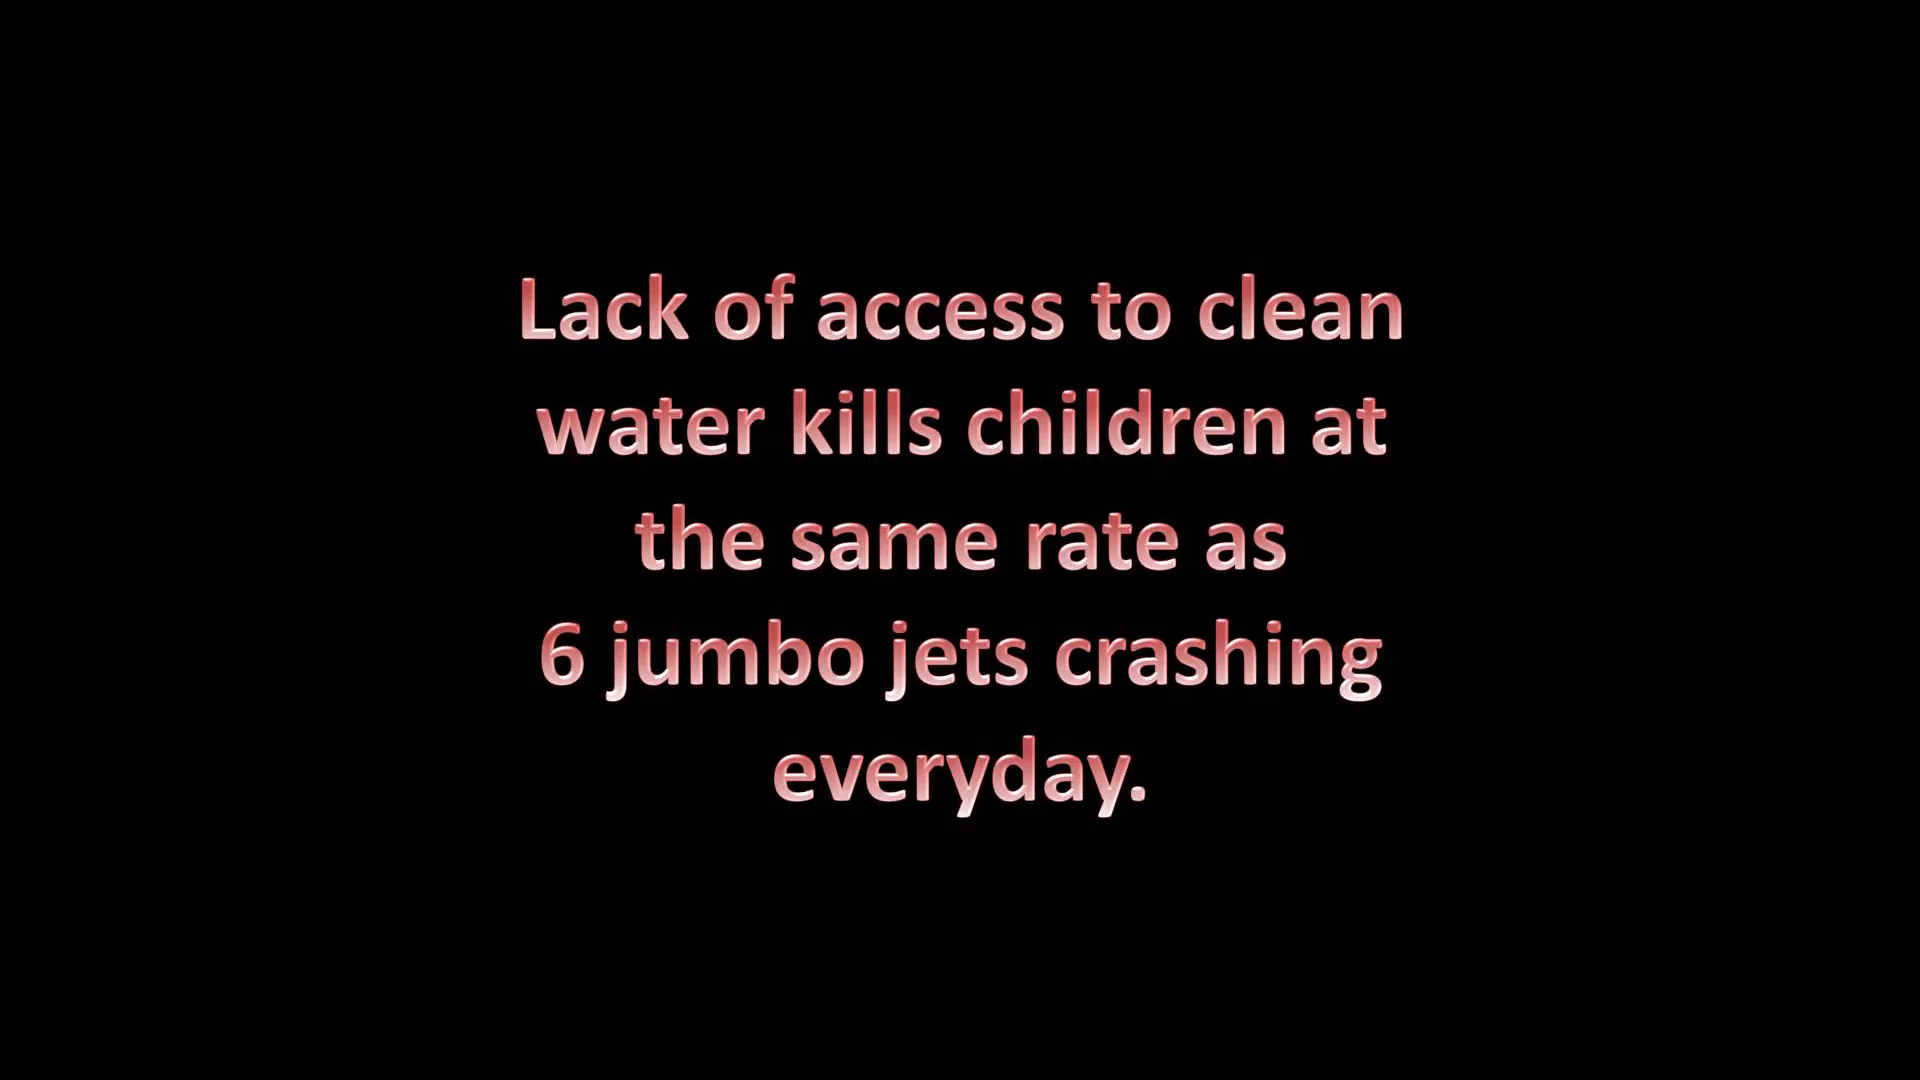 Lack of access to clean
water kills children at
the same rate as
6 jumbo jets crashing
everyday.